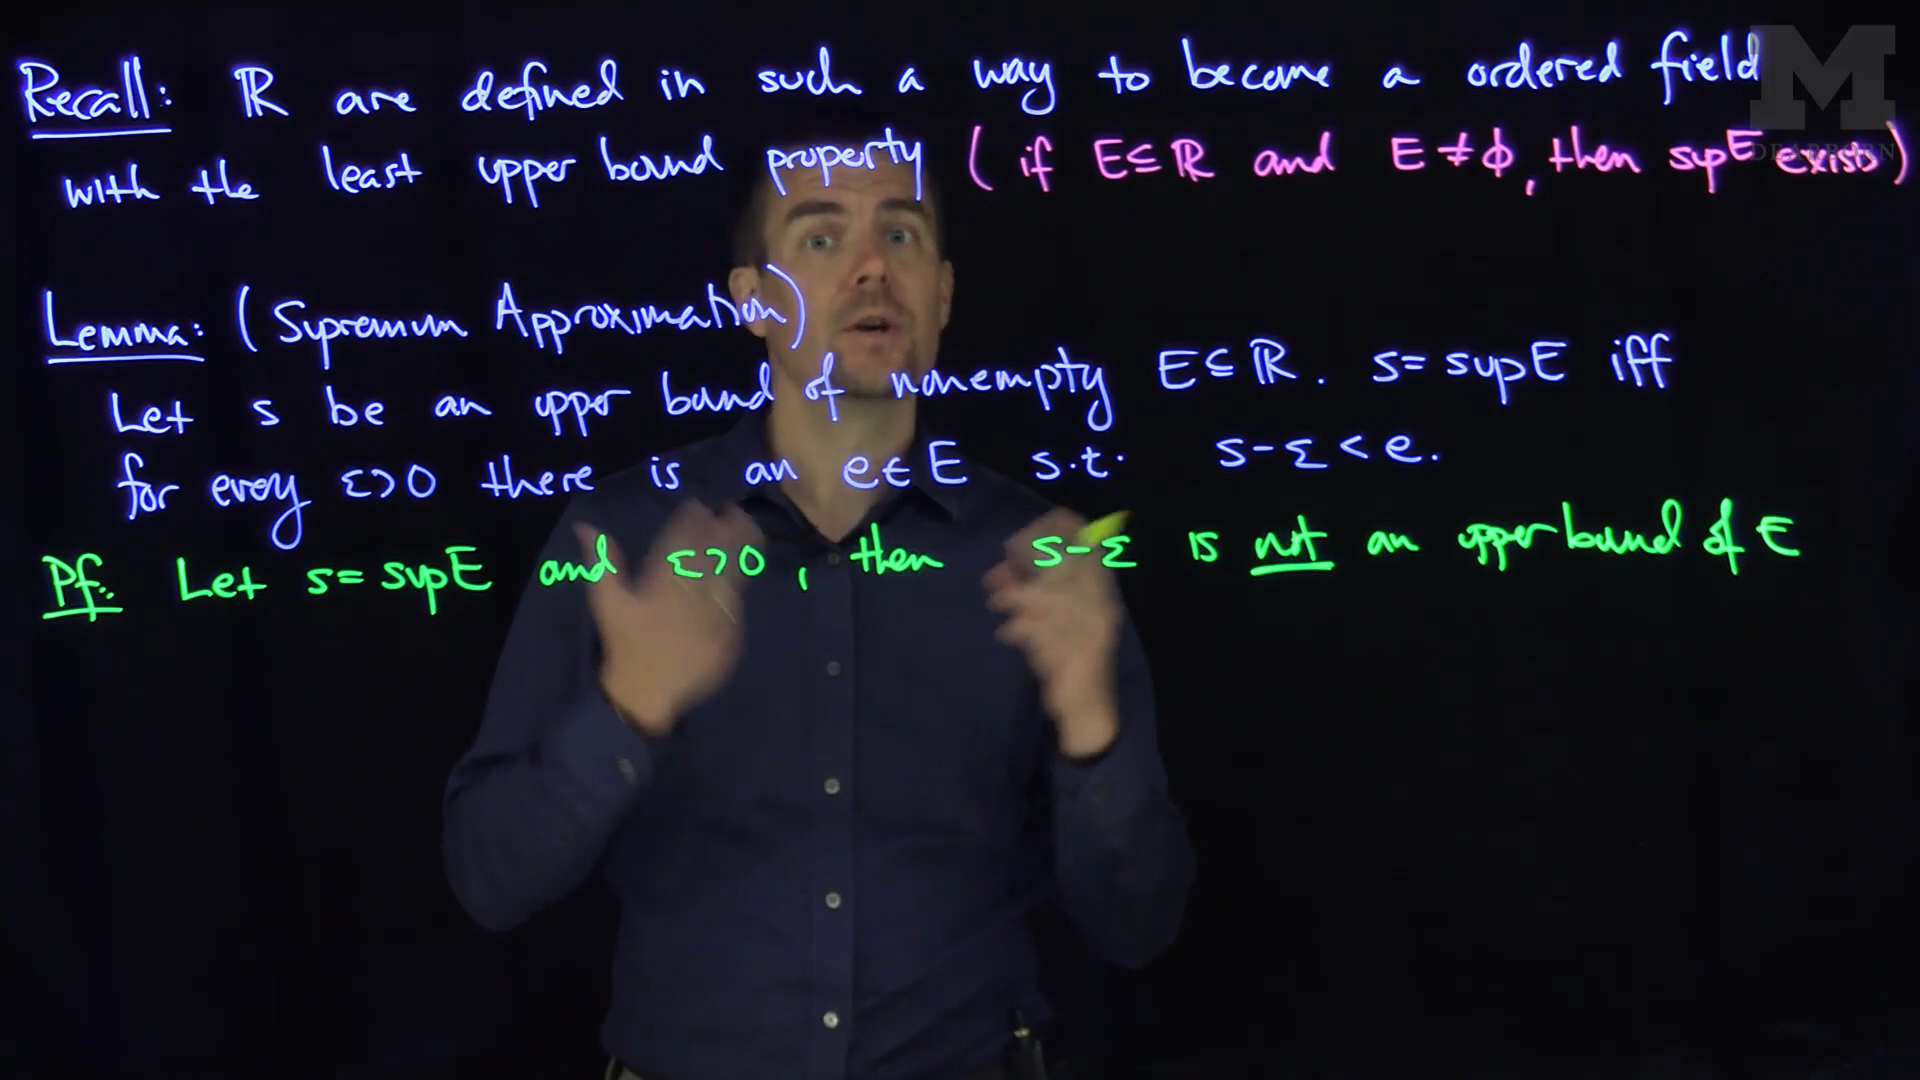 Recall: ℝ are defined in such a way to become a ordered field
with the least upper bound property (if E⊆ℝ and E≠ϕ, then supE exists)
Lemma: (Supremum Approximation)
Let s be an upper bound of nonempty E⊆ℝ. s=supE iff
for every ε>0 there is an e∈E s.t. s-ε<e.
Pf: Let s=supE and ε>0, then s-ε is not an upper bound of E
M
DEARBORN